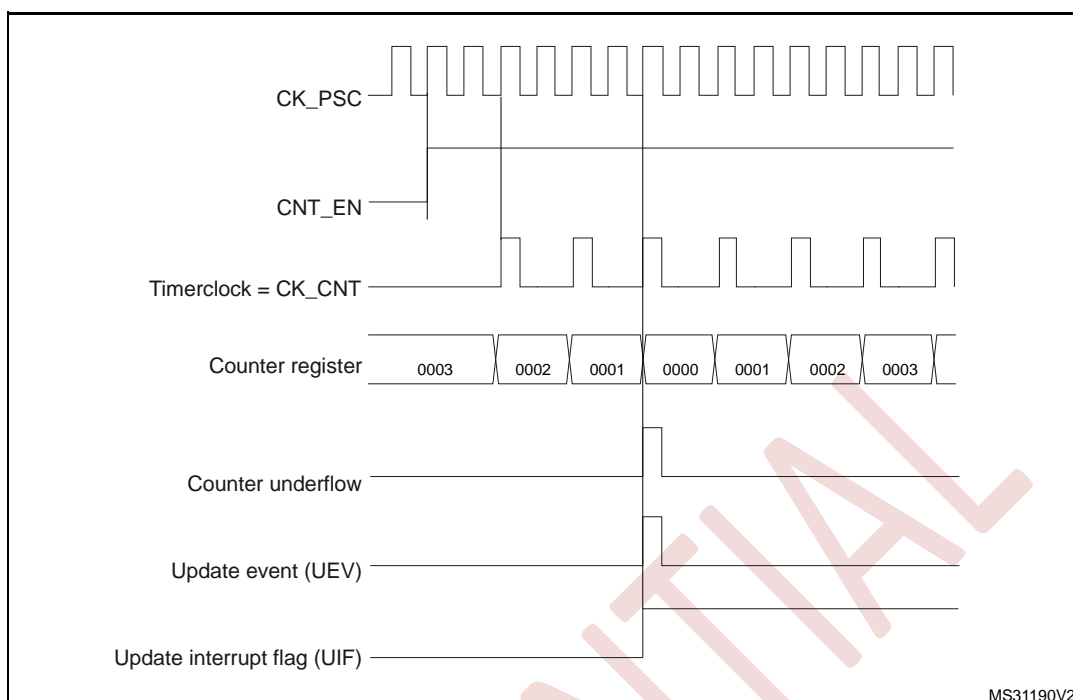 CK_PSC
CNT_EN
Timerclock = CK_CNT
Counter register 0003 0002 0001 0000 0001 0002 0003
Counter underflow
Update event (UEV)
Update interrupt flag (UIF)
MS31190V2
ENTIAL